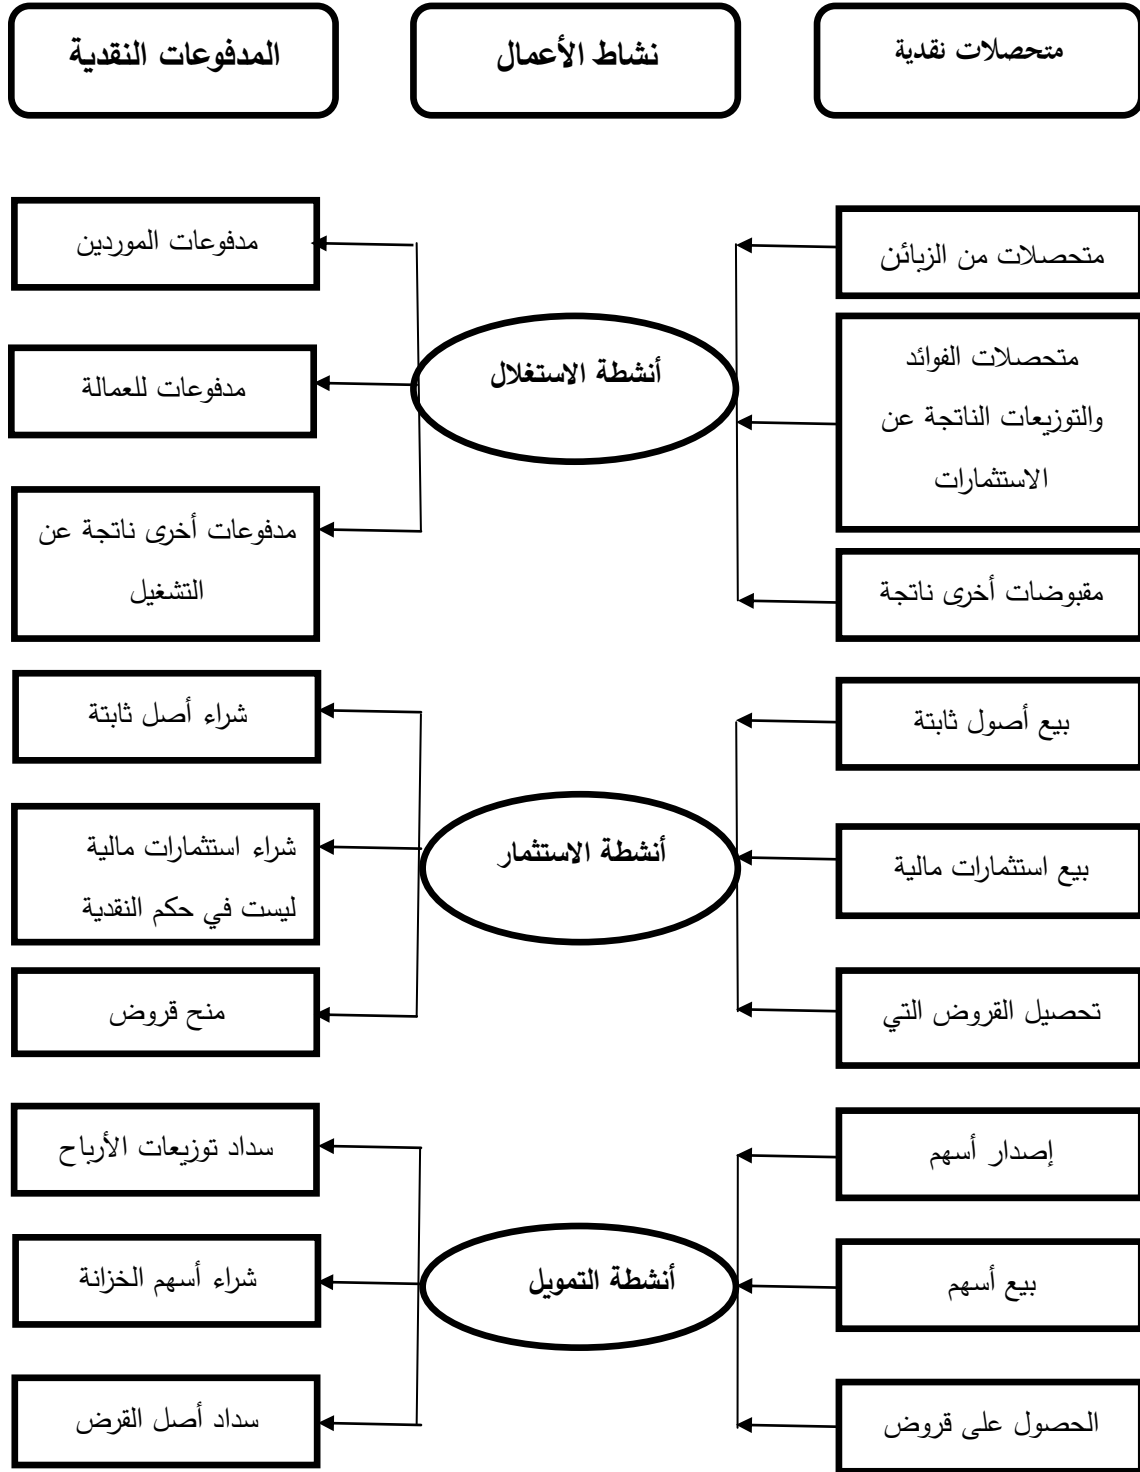 متحصلات نقدية
نشاط الأعمال
المدفوعات النقدية
متحصلات من الزبائن
متحصلات الفوائد
والتوزيعات الناتجة عن
الاستثمارات
مقبوضات أخرى ناتجة
أنشطة الاستغلال
مدفوعات الموردين
مدفوعات للعمالة
مدفوعات أخرى ناتجة عن
التشغيل
بيع أصول ثابتة
بيع استثمارات مالية
تحصيل القروض التي
أنشطة الاستثمار
شراء أصل ثابتة
شراء استثمارات مالية
ليست في حكم النقدية
منح قروض
إصدار أسهم
بيع أسهم
الحصول على قروض
أنشطة التمويل
سداد توزيعات الأرباح
شراء أسهم الخزانة
سداد أصل القرض